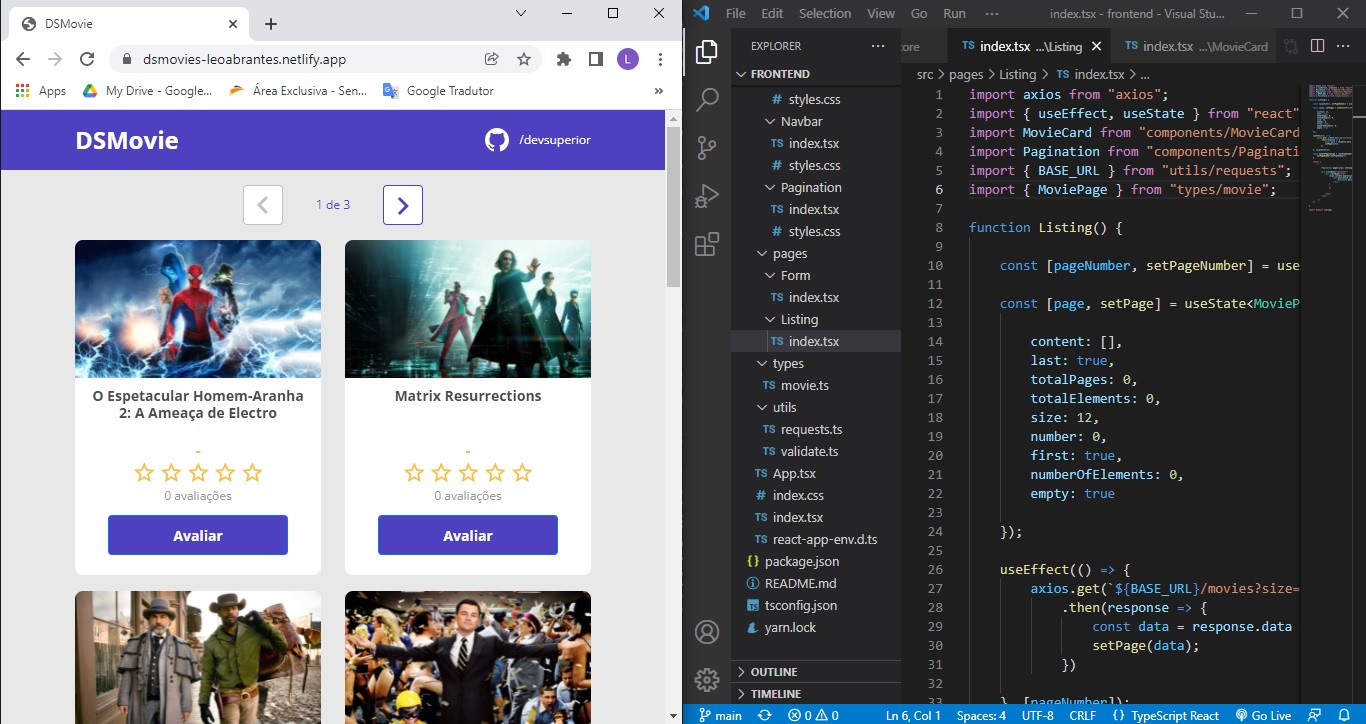 DSMovie
dsmovies-leoabrantes.netlify.app
L
Apps
My Drive - Google...
Área Exclusiva - Sen...
Google Tradutor
»
DSMovie
/devsuperior
1 de 3
O Espetacular Homem-Aranha
2: A Ameaça de Electro
-
0 avaliações
Avaliar
Matrix Resurrections
-
0 avaliações
Avaliar
File Edit Selection View Go Run ··· index.tsx - frontend - Visual Stu...
EXPLORER ···
FRONTEND
# styles.css
Navbar
TS index.tsx
# styles.css
Pagination
TS index.tsx
# styles.css
pages
Form
TS index.tsx
Listing
TS index.tsx
types
TS movie.ts
utils
TS requests.ts
TS validate.ts
TS App.tsx
# index.css
TS index.tsx
TS react-app-env.d.ts
{} package.json
README.md
tsconfig.json
yarn.lock
OUTLINE
TIMELINE
ore TS index.tsx ...\Listing TS index.tsx ...\MovieCard ···
src > pages > Listing > TS index.tsx > ...
1 import axios from "axios";
2 import { useEffect, useState } from "react"
3 import MovieCard from "components/MovieCard
4 import Pagination from "components/Paginati
5 import { BASE_URL } from "utils/requests";
6 import { MoviePage } from "types/movie";
7
8 function Listing() {
9
10 const [pageNumber, setPageNumber] = use
11
12 const [page, setPage] = useState<MovieP
13
14 content: [],
15 last: true,
16 totalPages: 0,
17 totalElements: 0,
18 size: 12,
19 number: 0,
20 first: true,
21 numberOfElements: 0,
22 empty: true
23
24 });
25
26 useEffect(() => {
27 axios.get(`${BASE_URL}/movies?size=
28 .then(response => {
29 const data = response.data
30 setPage(data);
31 })
32
33 }, [pageNumber]);
main 0 0 Ln 6, Col 1 Spaces: 4 UTF-8 CRLF {} TypeScript React Go Live